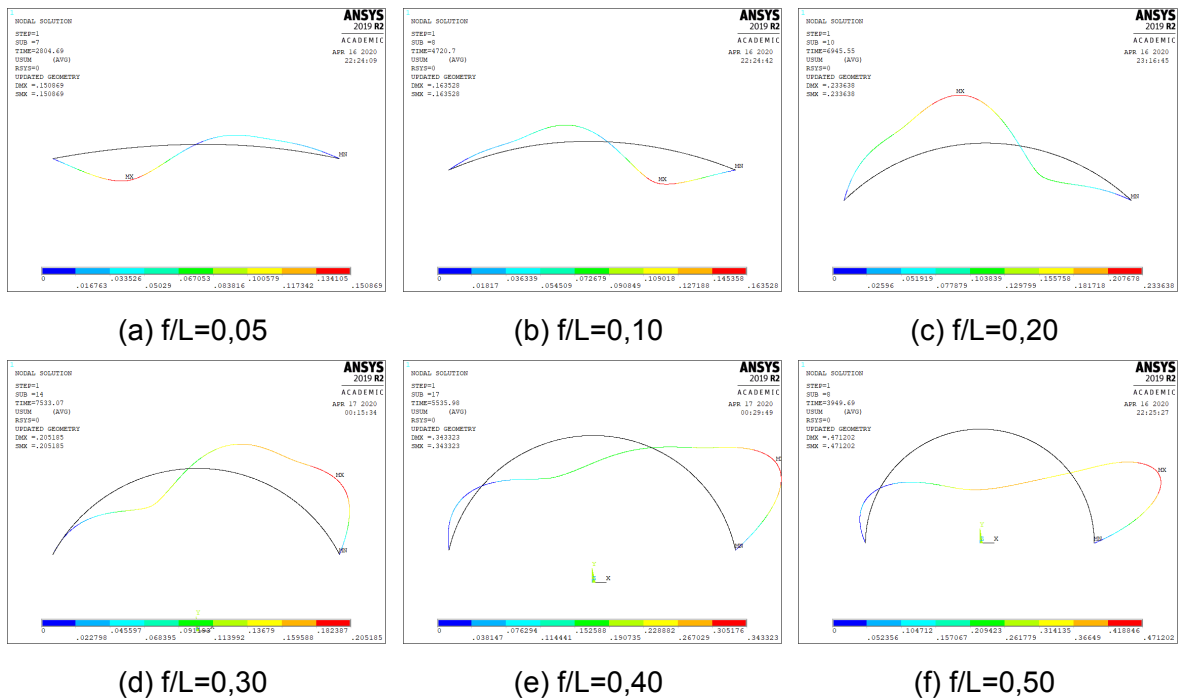 1
NODAL SOLUTION
STEP=1
SUB =7
TIME=2804.69
USUM (AVG)
RSYS=0
UPDATED GEOMETRY
DMX =.150869
SMX =.150869
ANSYS
2019 R2
ACADEMIC
APR 16 2020
22:24:09
MX
MN
0 .033526 .067053 .100579 .134105
.016763 .05029 .083816 .117342 .150869
(a) f/L=0,05
1
NODAL SOLUTION
STEP=1
SUB =8
TIME=4720.7
USUM (AVG)
RSYS=0
UPDATED GEOMETRY
DMX =.163528
SMX =.163528
ANSYS
2019 R2
ACADEMIC
APR 16 2020
22:24:42
MN
MX
0 .036339 .072679 .109018 .145358
.01817 .054509 .090849 .127188 .163528
(b) f/L=0,10
1
NODAL SOLUTION
STEP=1
SUB =10
TIME=6945.55
USUM (AVG)
RSYS=0
UPDATED GEOMETRY
DMX =.233638
SMX =.233638
ANSYS
2019 R2
ACADEMIC
APR 16 2020
23:16:45
MX
MN
0 .051919 .103839 .155758 .207678
.02596 .077879 .129799 .181718 .233638
(c) f/L=0,20
1
NODAL SOLUTION
STEP=1
SUB =14
TIME=7533.07
USUM (AVG)
RSYS=0
UPDATED GEOMETRY
DMX =.205185
SMX =.205185
ANSYS
2019 R2
ACADEMIC
APR 17 2020
00:15:34
MX
MN
0 .045597 .091193 .13679 .182387
.022798 .068395 .113992 .159588 .205185
(d) f/L=0,30
1
NODAL SOLUTION
STEP=1
SUB =17
TIME=5535.98
USUM (AVG)
RSYS=0
UPDATED GEOMETRY
DMX =.343323
SMX =.343323
ANSYS
2019 R2
ACADEMIC
APR 17 2020
00:29:49
MN
X
0 .076294 .152588 .228882 .305176
.038147 .114441 .190735 .267029 .343323
(e) f/L=0,40
1
NODAL SOLUTION
STEP=1
SUB =8
TIME=3949.69
USUM (AVG)
RSYS=0
UPDATED GEOMETRY
DMX =.471202
SMX =.471202
ANSYS
2019 R2
ACADEMIC
APR 16 2020
22:25:27
MX
MN
X
0 .104712 .209423 .314135 .418846
.052356 .157067 .261779 .36649 .471202
(f) f/L=0,50